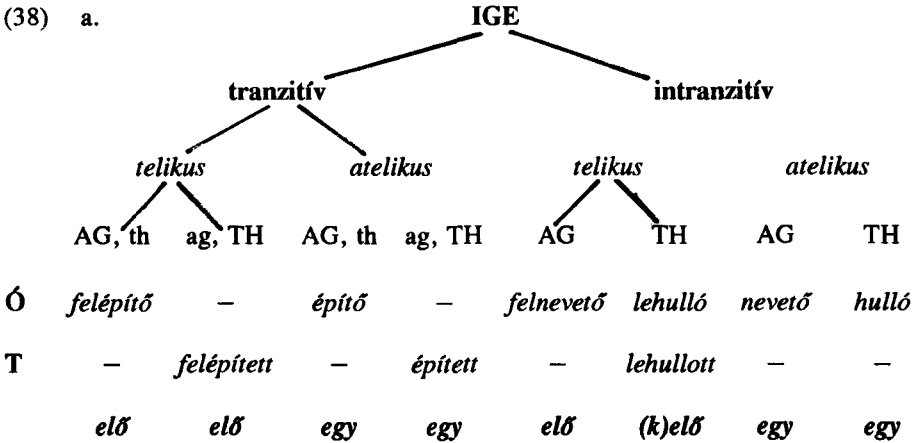 (38) a. IGE
tranzitív intranzitív
telikus atelikus telikus atelikus
AG, th ag, TH AG, th ag, TH AG TH AG TH
Ó felépítő – építő – felnevető lehulló nevető hulló
T – felépített – épített – lehullott – –
elő elő egy egy elő (k)elő egy egy